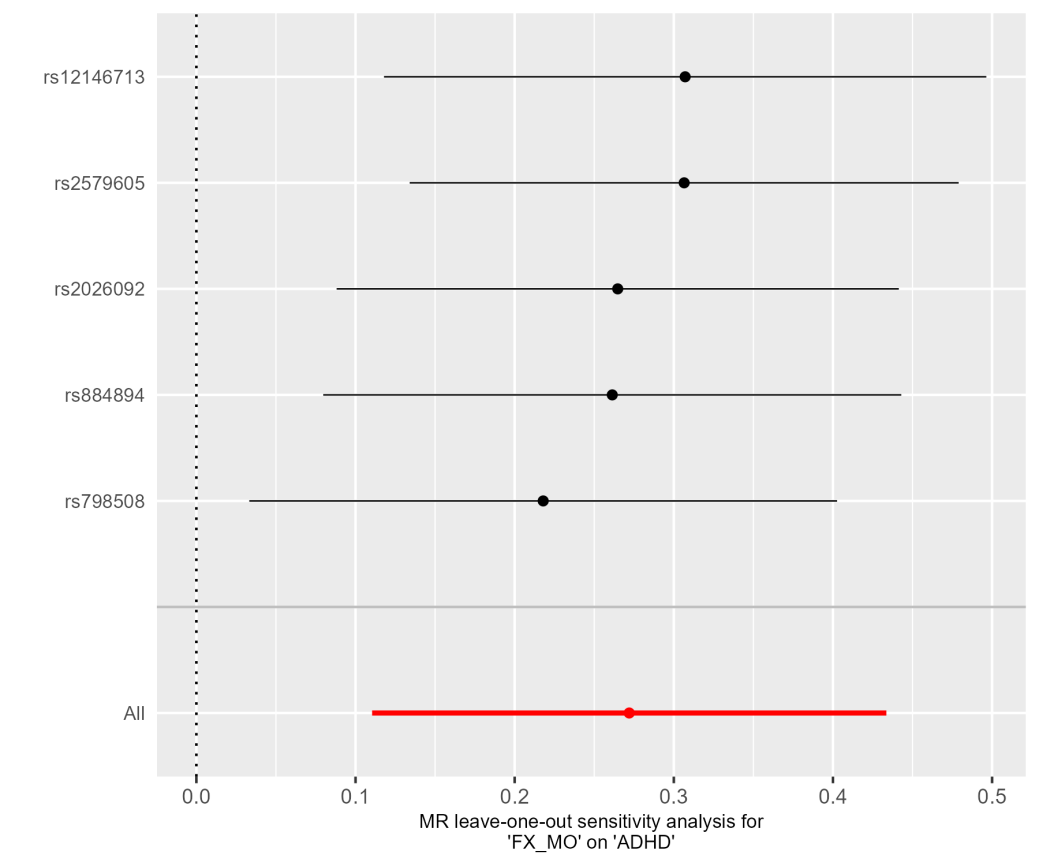 rs12146713
rs2579605
rs2026092
rs884894
rs798508
All
0.0 0.1 0.2 0.3 0.4 0.5
MR leave-one-out sensitivity analysis for
'FX_MO' on 'ADHD'